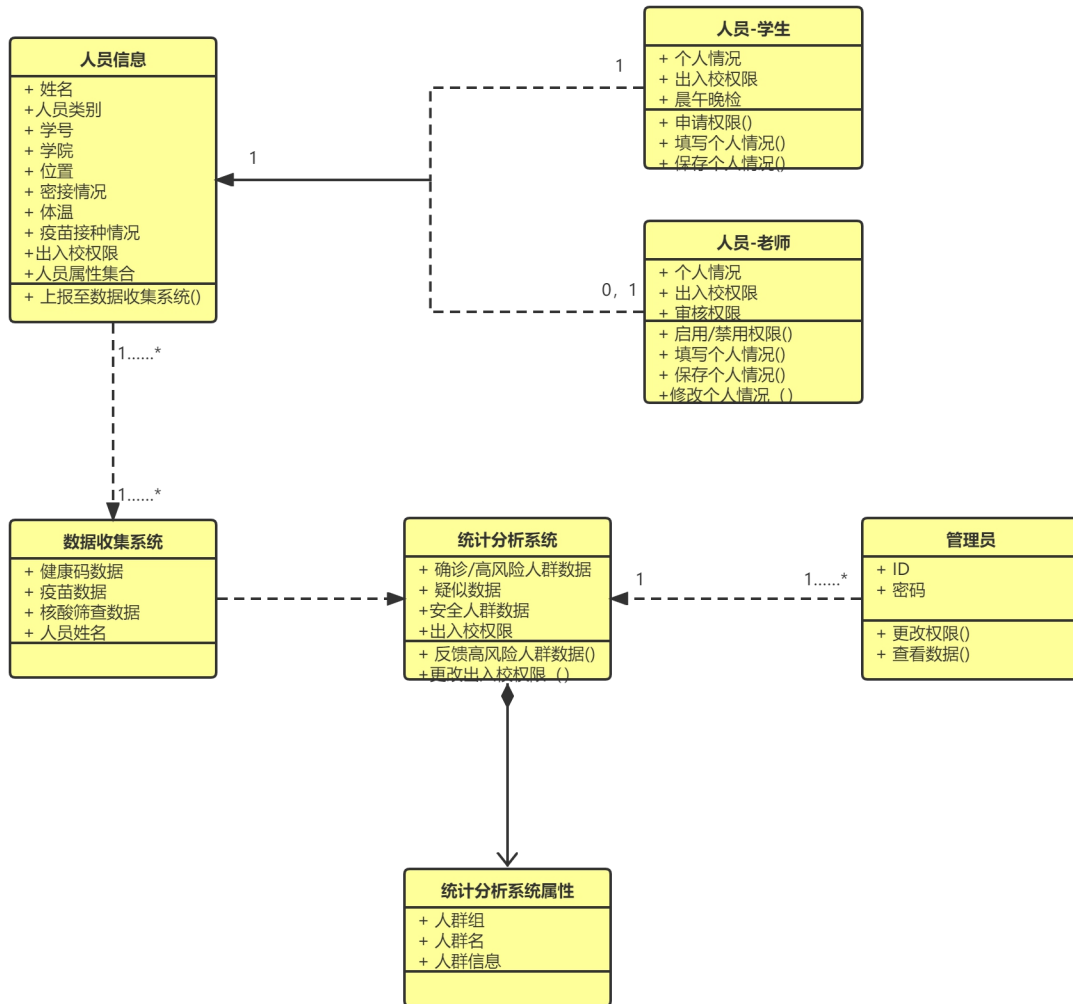 人员信息
+ 姓名
+人员类别
+ 学号
+ 学院
+ 位置
+ 密接情况
+ 体温
+ 疫苗接种情况
+出入校权限
+人员属性集合
+ 上报至数据收集系统()
人员-学生
+ 个人情况
+ 出入校权限
+ 晨午晚检
+ 申请权限()
+ 填写个人情况()
+ 保存个人情况()
1
1
人员-老师
+ 个人情况
+ 出入校权限
+ 审核权限
+ 启用/禁用权限()
+ 填写个人情况()
+ 保存个人情况()
+修改个人情况（）
0，1
1......*
1......*
数据收集系统
+ 健康码数据
+ 疫苗数据
+ 核酸筛查数据
+ 人员姓名
统计分析系统
+ 确诊/高风险人群数据
+ 疑似数据
+安全人群数据
+出入校权限
+ 反馈高风险人群数据()
+更改出入校权限（）
1
1......*
管理员
+ ID
+ 密码
+ 更改权限()
+ 查看数据()
统计分析系统属性
+ 人群组
+ 人群名
+ 人群信息